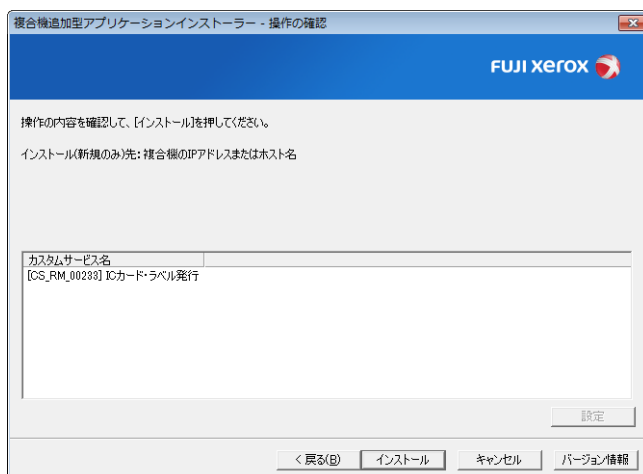 複合機追加型アプリケーションインストーラー - 操作の確認
FUJI xerox
操作の内容を確認して、[インストール]を押してください。
インストール(新規のみ)先: 複合機のIPアドレスまたはホスト名
カスタムサービス名
[CS_RM_00233] ICカード・ラベル発行
設定
< 戻る(B)
インストール
キャンセル
バージョン情報